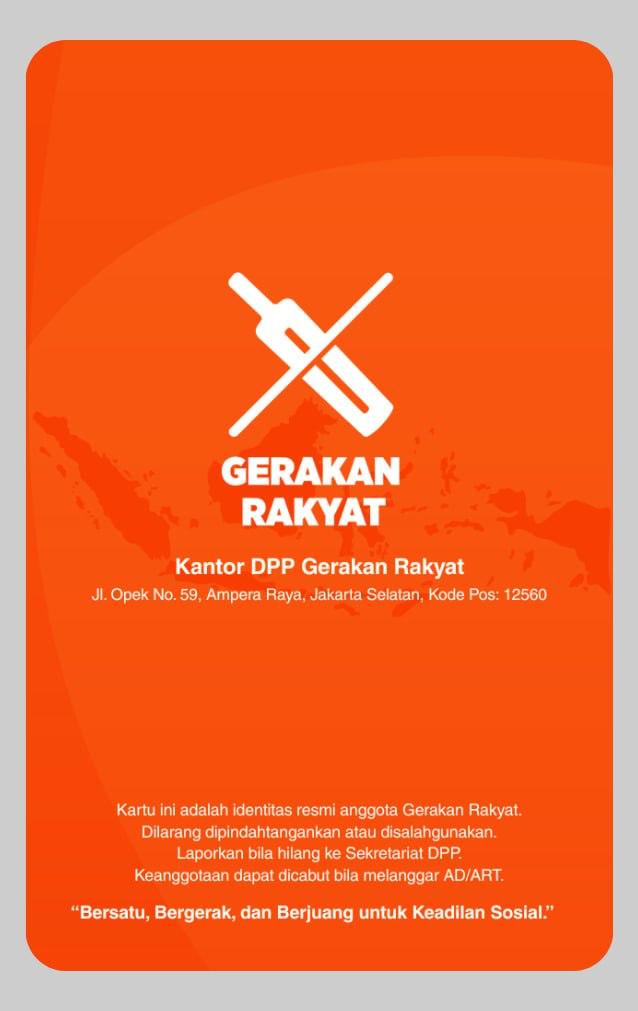 GERAKAN
RAKYAT
Kantor DPP Gerakan Rakyat
Jl. Opek No. 59, Ampera Raya, Jakarta Selatan, Kode Pos: 12560
Kartu ini adalah identitas resmi anggota Gerakan Rakyat.
Dilarang dipindahtangankan atau disalahgunakan.
Laporkan bila hilang ke Sekretariat DPP.
Keanggotaan dapat dicabut bila melanggar AD/ART.
“Bersatu, Bergerak, dan Berjuang untuk Keadilan Sosial.”